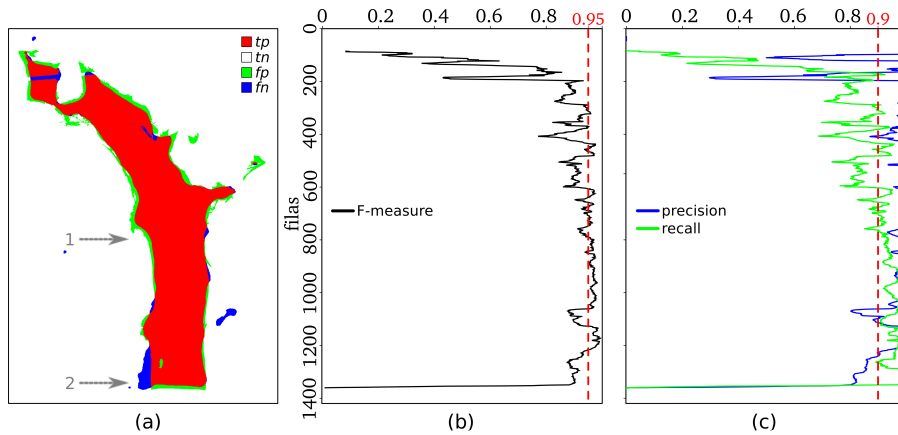 tp
tn
fp
fn
1
2
(a)
0 0.2 0.4 0.6 0.8 0.95
0
200
400
600
800
1000
1200
1400
filas
F-measure
(b)
0 0.2 0.4 0.6 0.8 0.9
precision
recall
(c)